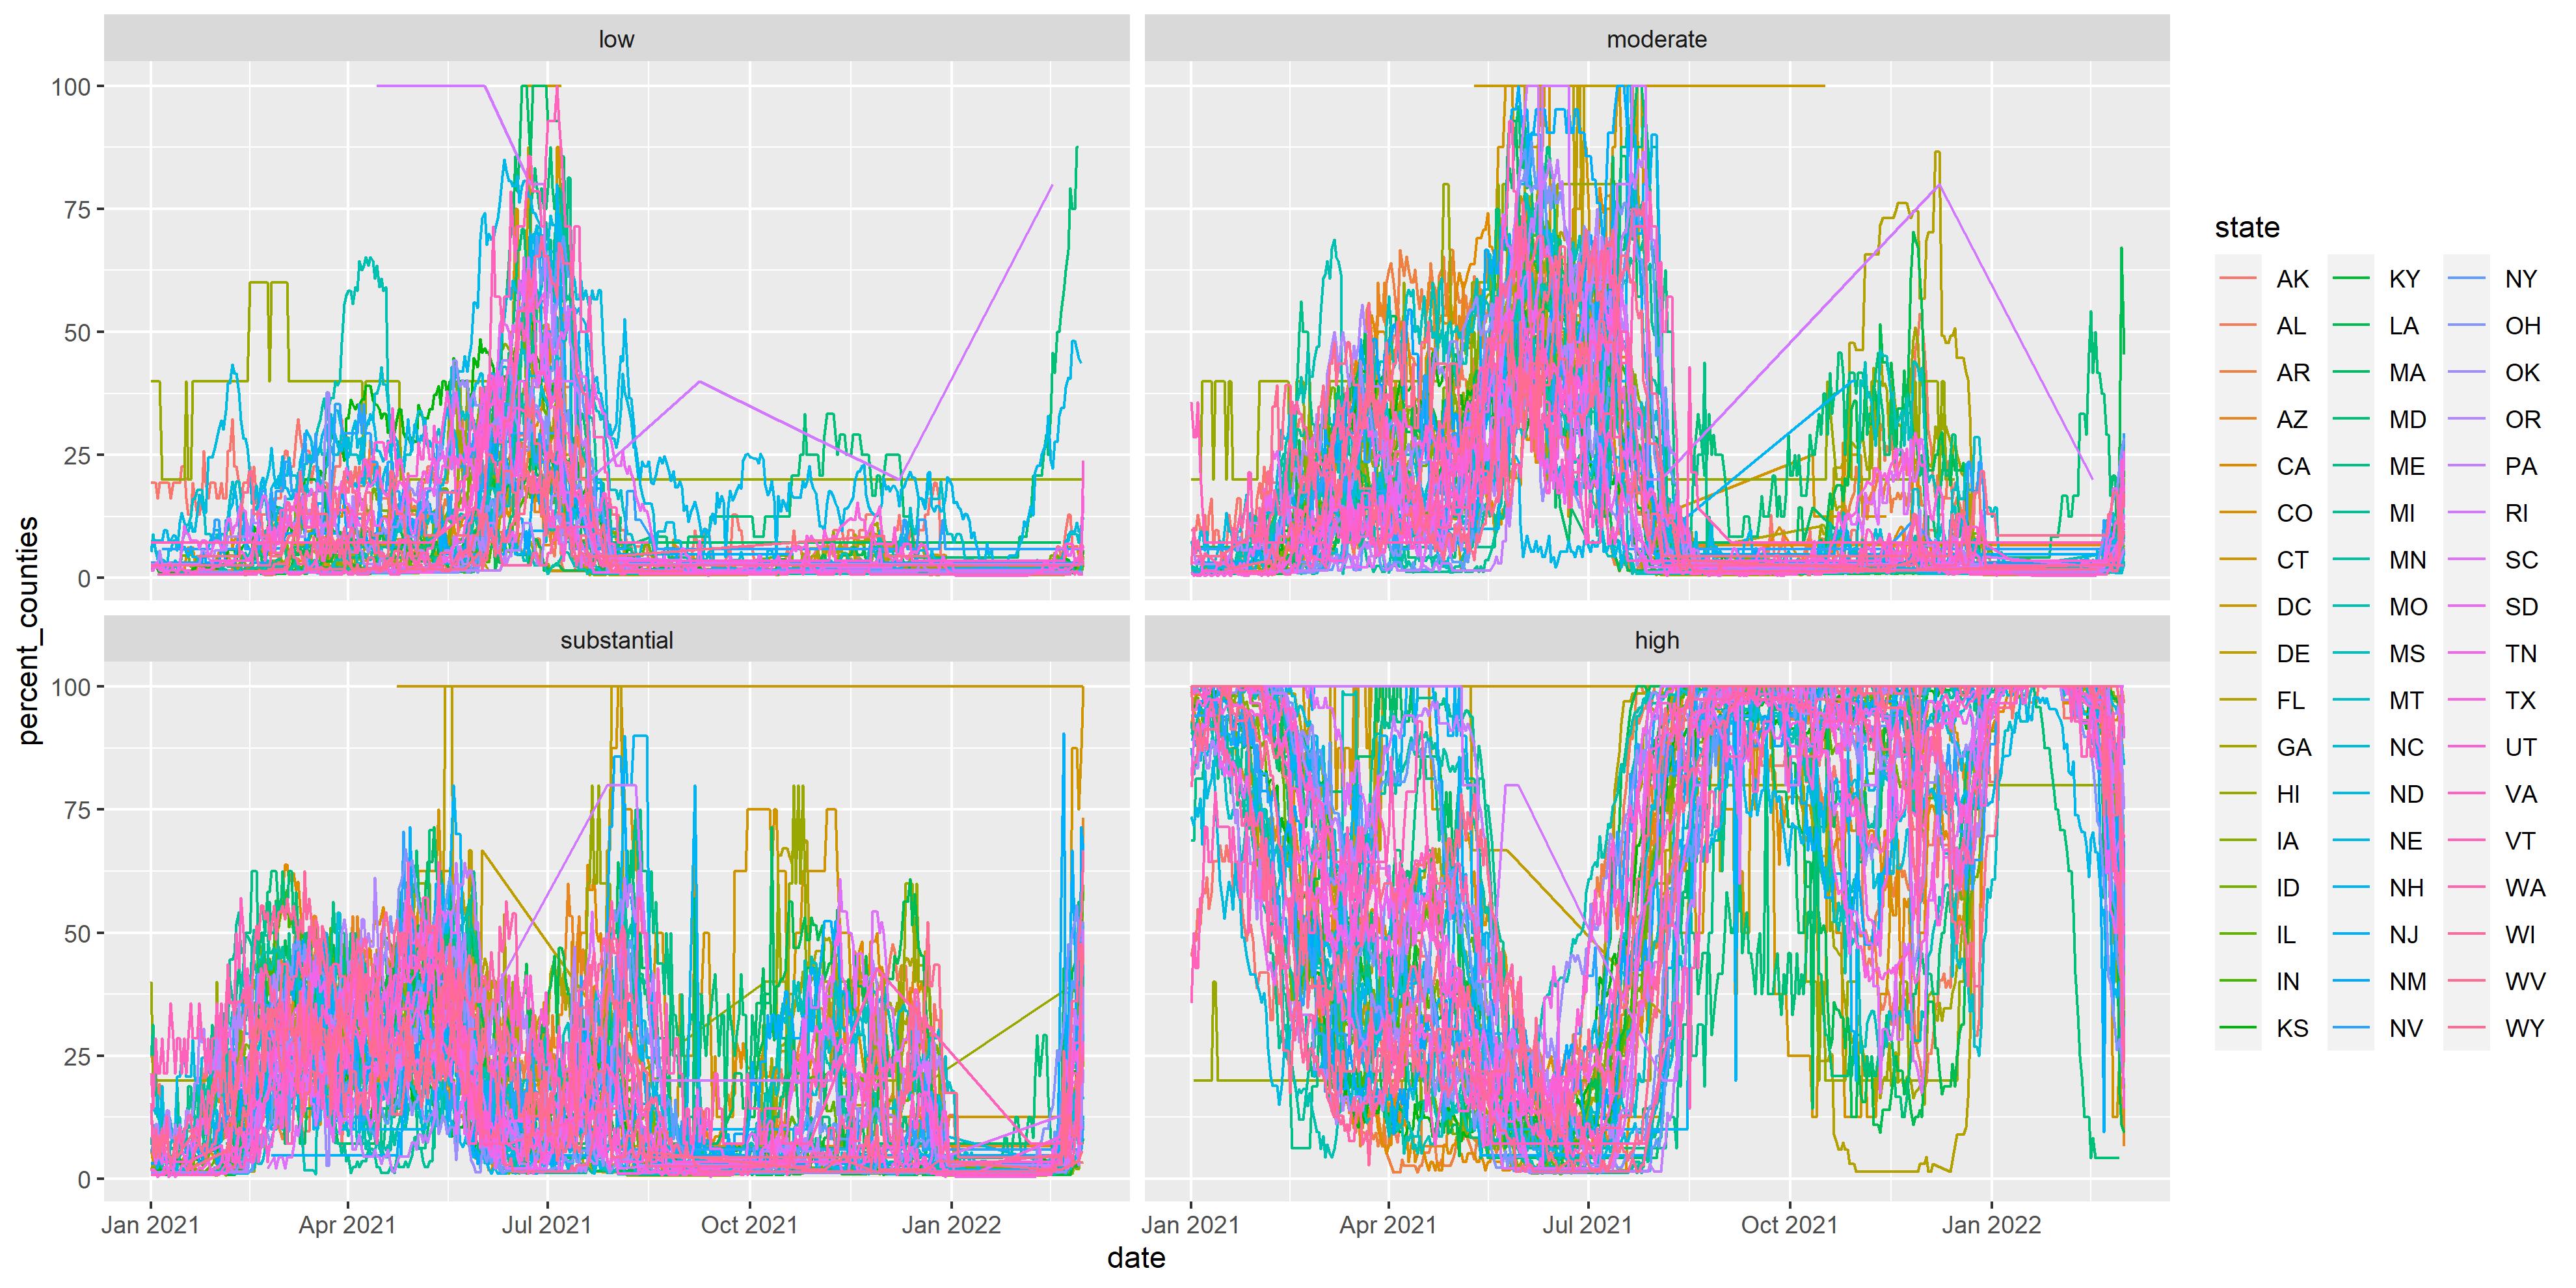 low
moderate
100
75
50
25
0
substantial
high
100
75
50
25
0
Jan 2021 Apr 2021 Jul 2021 Oct 2021 Jan 2022
Jan 2021 Apr 2021 Jul 2021 Oct 2021 Jan 2022
date
percent_counties
state
AK KY NY
AL LA OH
AR MA OK
AZ MD OR
CA ME PA
CO MI RI
CT MN SC
DC MO SD
DE MS TN
FL MT TX
GA NC UT
HI ND VA
IA NE VT
ID NH WA
IL NJ WI
IN NM WV
KS NV WY